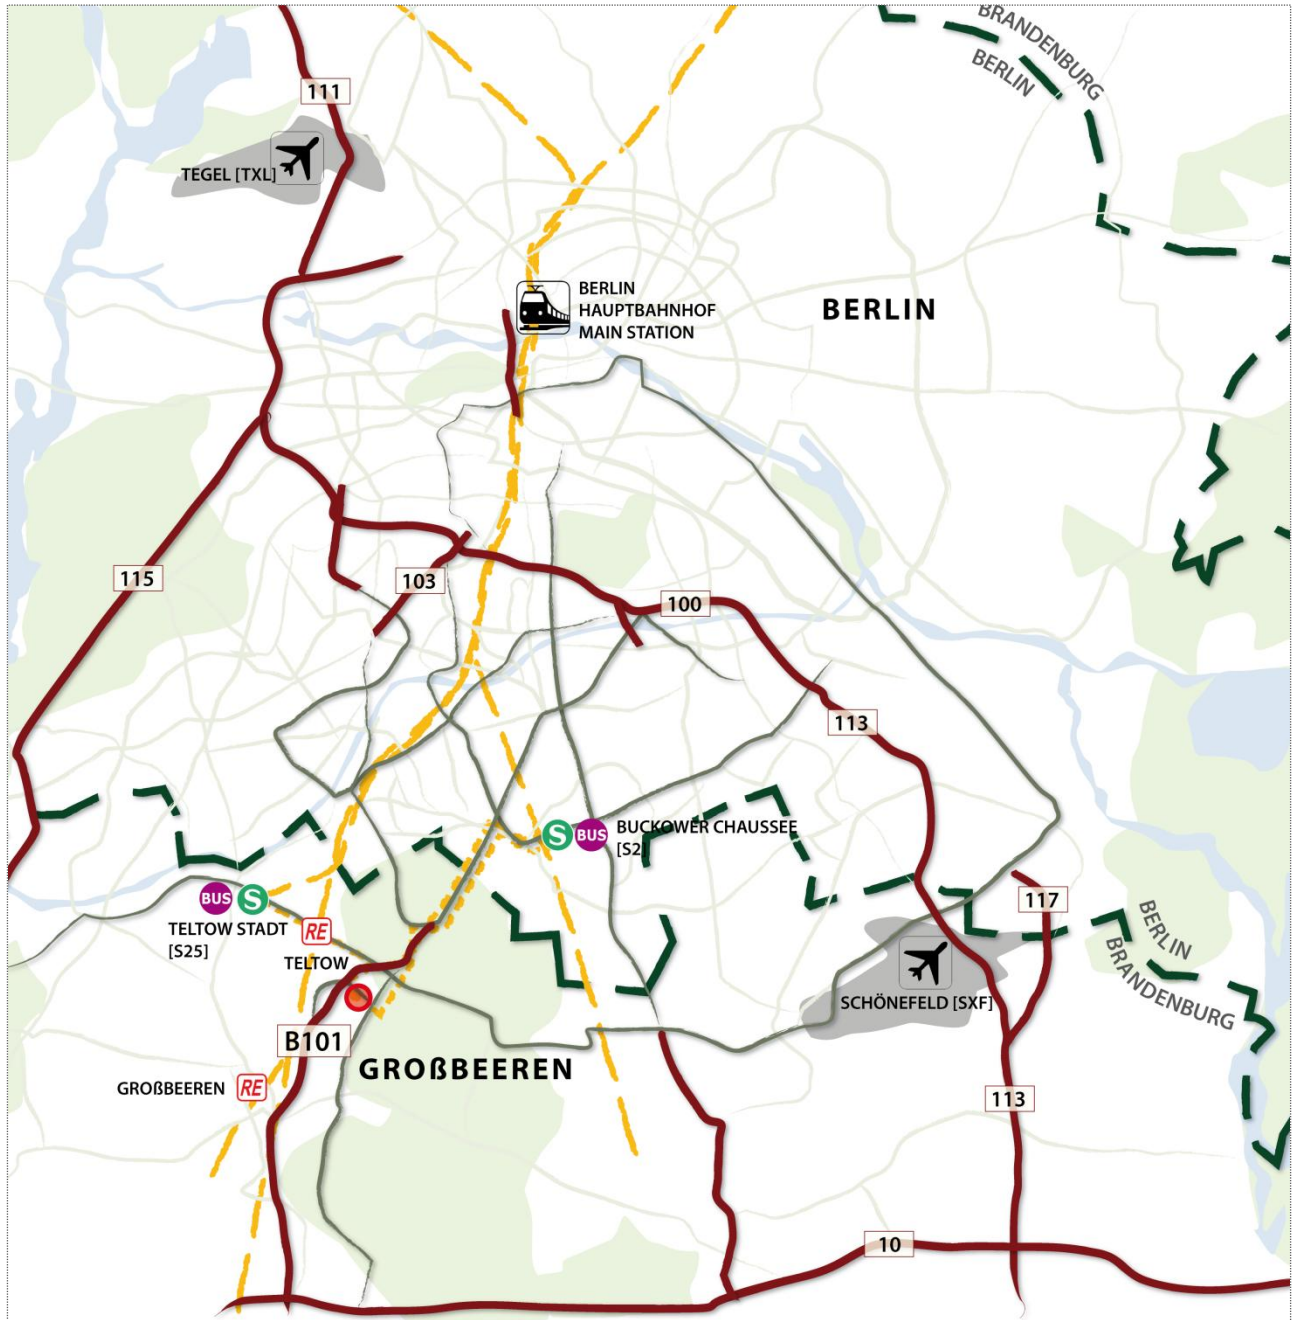 BRANDENBURG
BERLIN
111
TEGEL [TXL]
BERLIN
HAUPTBAHNHOF
MAIN STATION
BERLIN
115
103
100
113
BUS
S
TELTOW STADT
[S25]
RE
TELTOW
S
BUS
BUCKOWER CHAUSSEE
[S2]
117
BERLIN
BRANDENBURG
SCHÖNEFELD [SXF]
B101
GROßBEEREN
GROßBEEREN
RE
113
10